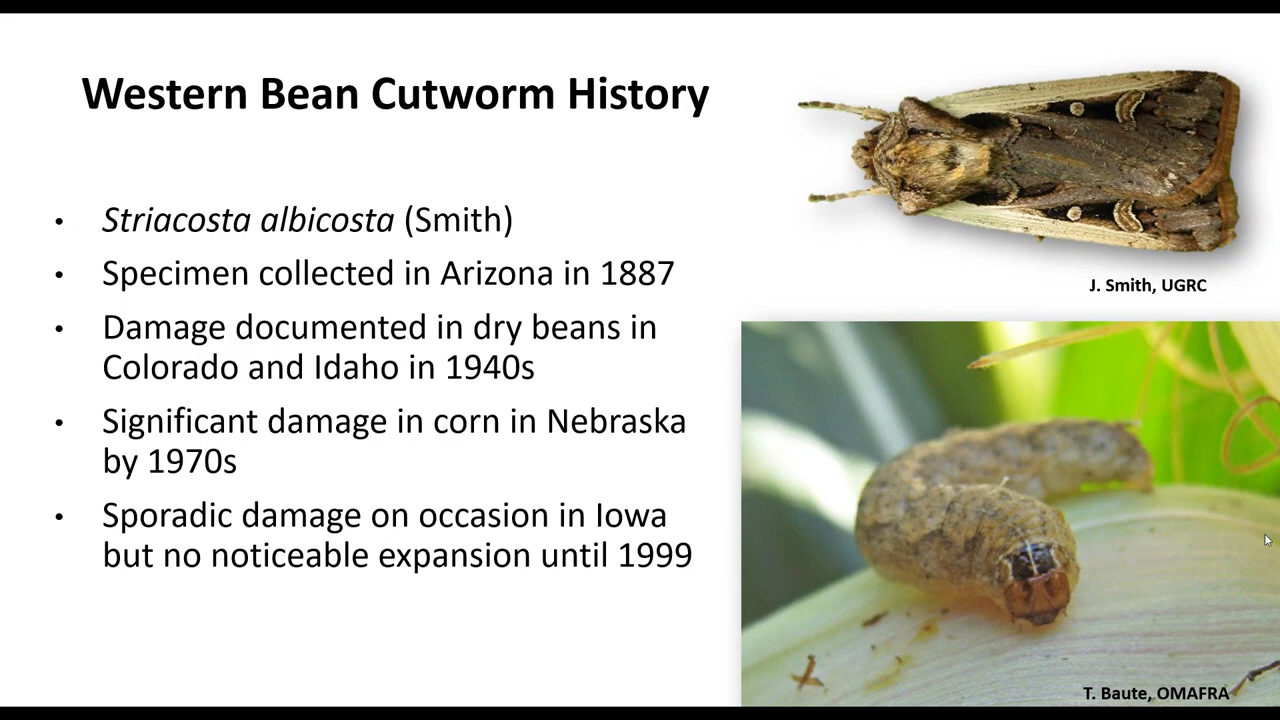 Western Bean Cutworm History
• Striacosta albicosta (Smith)
• Specimen collected in Arizona in 1887
• Damage documented in dry beans in
Colorado and Idaho in 1940s
• Significant damage in corn in Nebraska
by 1970s
• Sporadic damage on occasion in Iowa
but no noticeable expansion until 1999
J. Smith, UGRC
T. Baute, OMAFRA